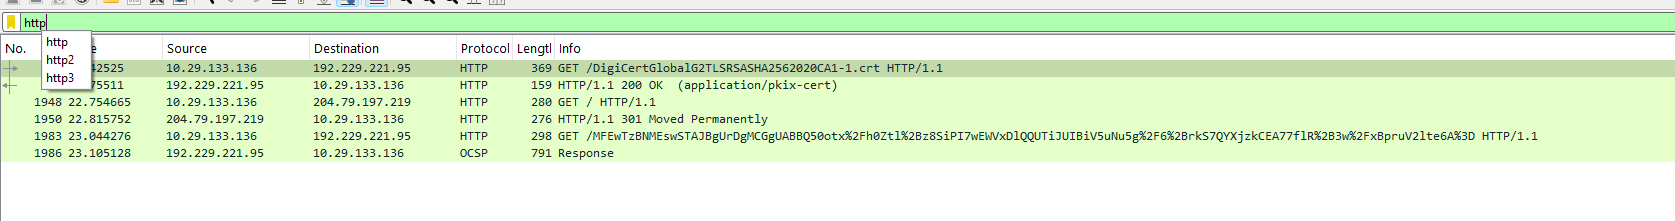 http
No. e Source Destination Protocol Lengtl Info
http
http2
http3
42525 10.29.133.136 192.229.221.95 HTTP 369 GET /DigiCertGlobalG2TLSRSASHA2562020CA1-1.crt HTTP/1.1
75511 192.229.221.95 10.29.133.136 HTTP 159 HTTP/1.1 200 OK (application/pkix-cert)
1948 22.754665 10.29.133.136 204.79.197.219 HTTP 280 GET / HTTP/1.1
1950 22.815752 204.79.197.219 10.29.133.136 HTTP 276 HTTP/1.1 301 Moved Permanently
1983 23.044276 10.29.133.136 192.229.221.95 HTTP 298 GET /MFEwTzBNMEswSTAJBgUrDgMCGgUABBQ50otx%2Fh0Ztl%2Bz8SiPI7wEWVxDlQQUTiJUIBiV5uNu5g%2F6%2BrkS7QYXjzkCEA77flR%2B3w%2FxBpruV2lte6A%3D HTTP/1.1
1986 23.105128 192.229.221.95 10.29.133.136 OCSP 791 Response